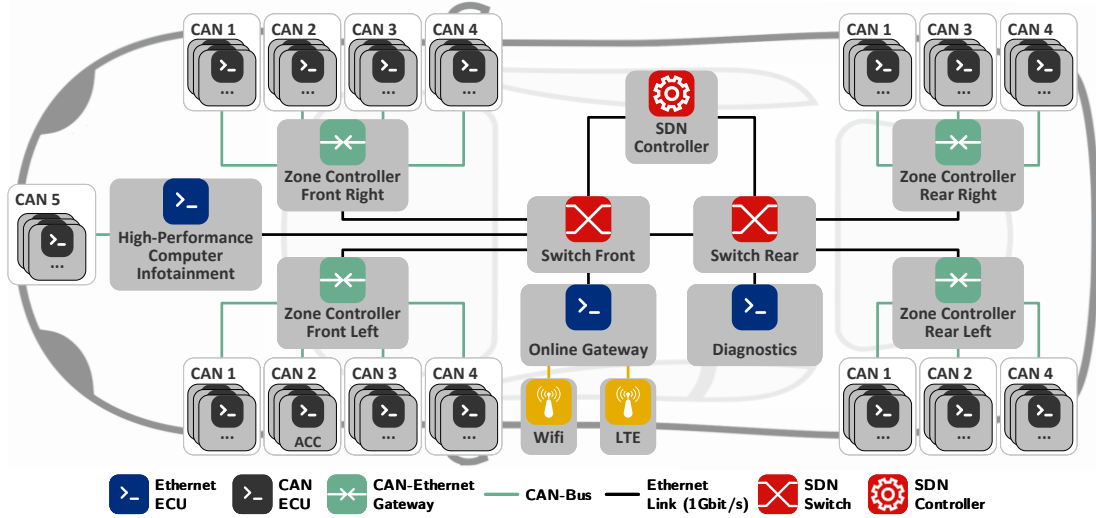 CAN 1
CAN 2
CAN 3
CAN 4
CAN 1
CAN 3
CAN 4
...
...
...
...
...
...
...
SDN
Controller
Zone Controller
Front Right
Zone Controller
Rear Right
CAN 5
...
High-Performance
Computer
Infotainment
Switch Front
Switch Rear
Zone Controller
Front Left
Zone Controller
Rear Left
Online Gateway
Diagnostics
CAN 1
CAN 2
CAN 3
CAN 4
CAN 1
CAN 2
CAN 4
...
...
...
...
...
...
...
ACC
Wifi
LTE
Ethernet
ECU
CAN
ECU
CAN-Ethernet
Gateway
CAN-Bus
Ethernet
Link (1Gbit/s)
SDN
Switch
SDN
Controller